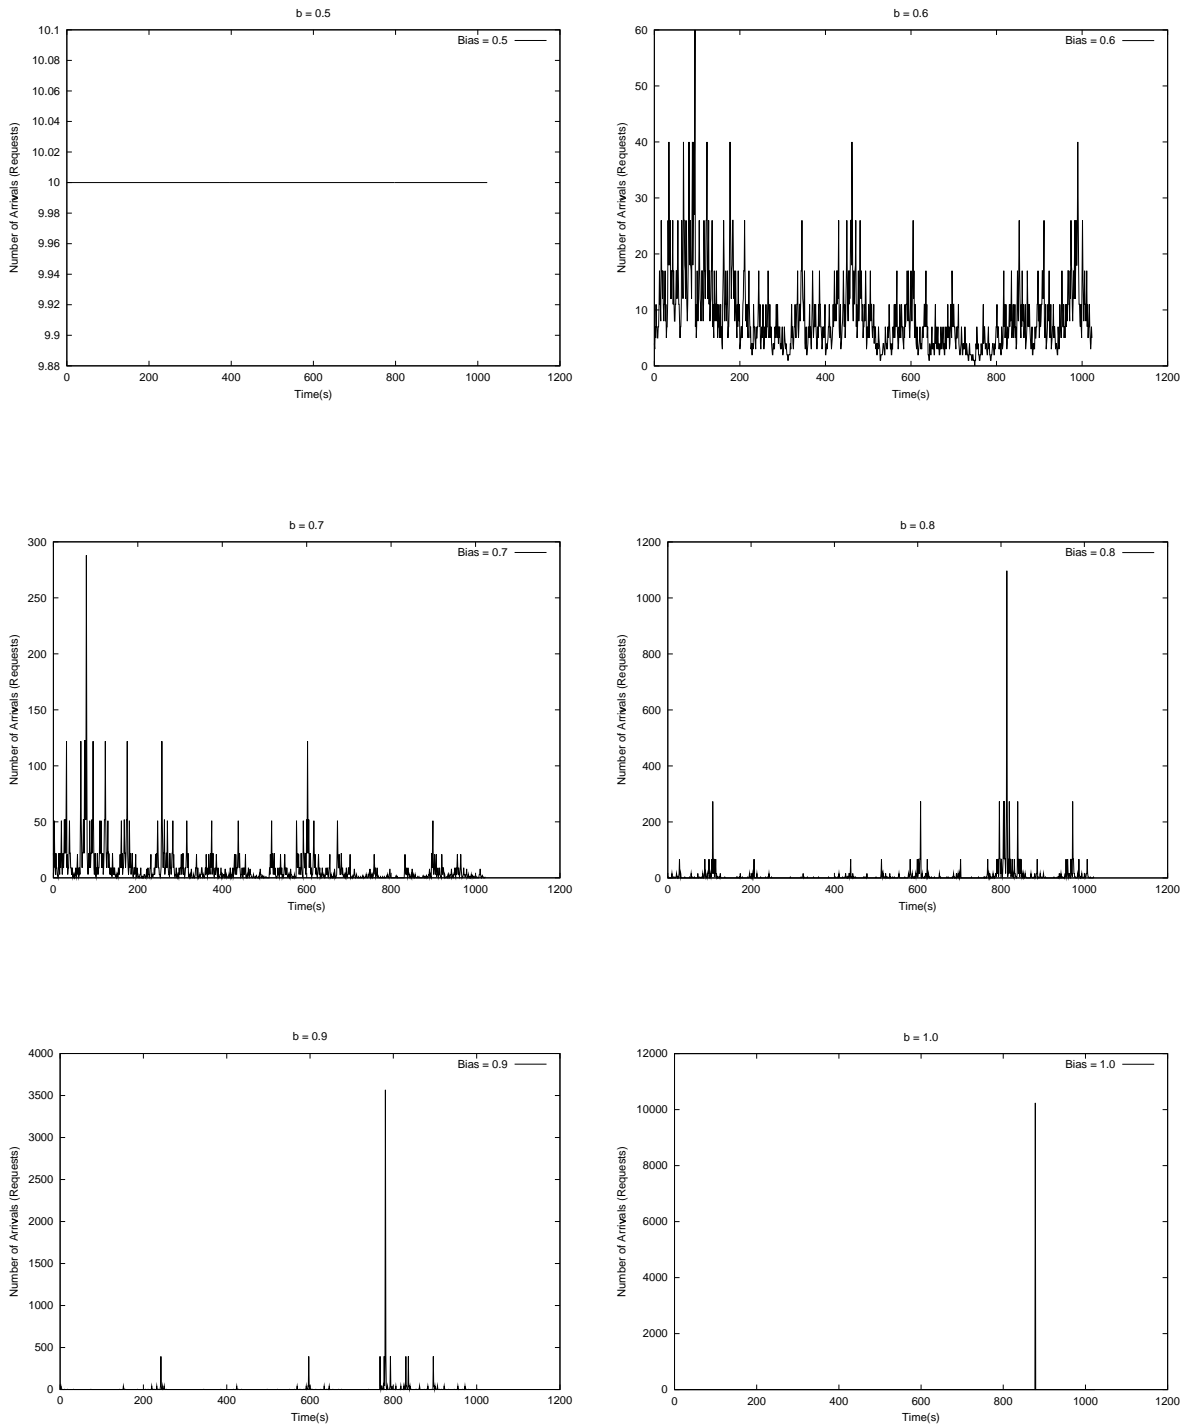 b = 0.5
Bias = 0.5
10.1
10.08
10.06
10.04
10.02
10
9.98
9.96
9.94
9.92
9.9
9.88
Number of Arrivals (Requests)
0 200 400 600 800 1000 1200
Time(s)
b = 0.6
Bias = 0.6
60
50
40
30
20
10
0
Number of Arrivals (Requests)
0 200 400 600 800 1000 1200
Time(s)
b = 0.7
Bias = 0.7
300
250
200
150
100
50
0
Number of Arrivals (Requests)
0 200 400 600 800 1000 1200
Time(s)
b = 0.8
Bias = 0.8
1200
1000
800
600
400
200
0
Number of Arrivals (Requests)
0 200 400 600 800 1000 1200
Time(s)
b = 0.9
Bias = 0.9
4000
3500
3000
2500
2000
1500
1000
500
0
Number of Arrivals (Requests)
0 200 400 600 800 1000 1200
Time(s)
b = 1.0
Bias = 1.0
12000
10000
8000
6000
4000
2000
0
Number of Arrivals (Requests)
0 200 400 600 800 1000 1200
Time(s)